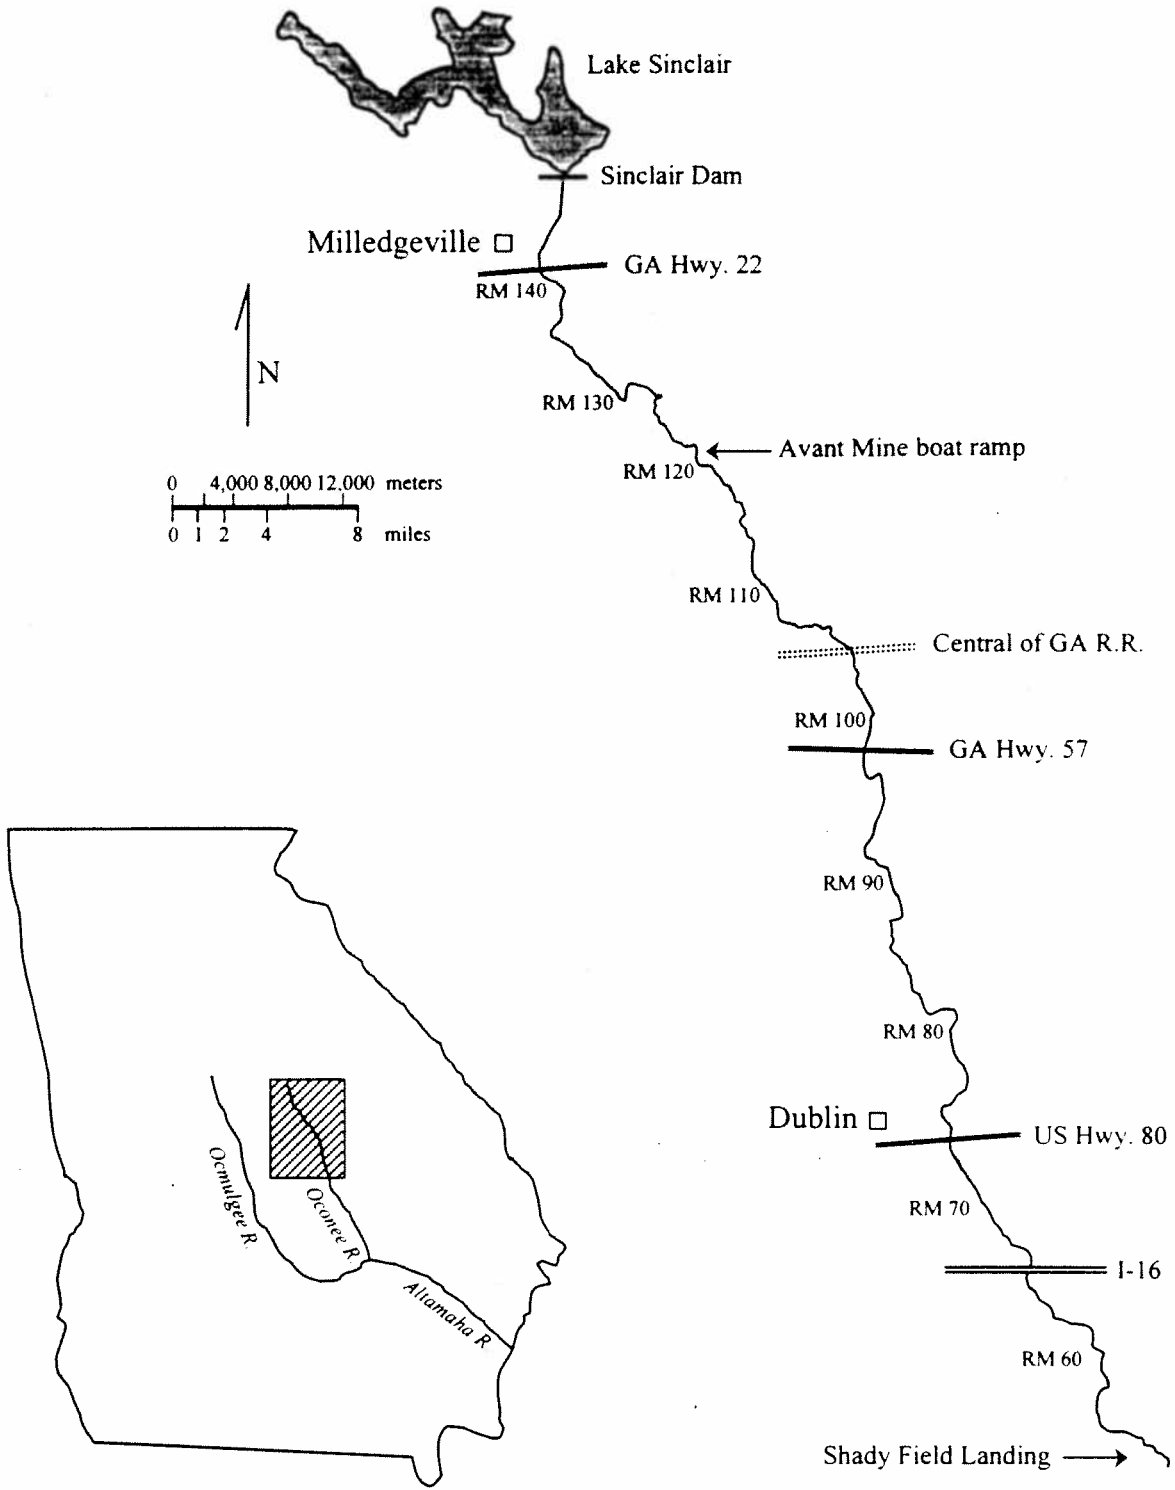 Lake Sinclair
Sinclair Dam
Milledgeville
GA Hwy. 22
RM 140
N
RM 130
Avant Mine boat ramp
RM 120
0 4,000 8,000 12,000 meters
0 1 2 4 8 miles
RM 110
Central of GA R.R.
RM 100
GA Hwy. 57
RM 90
RM 80
Dublin
US Hwy. 80
RM 70
I-16
RM 60
Shady Field Landing
Ocmulgee R.
Oconee R.
Altamaha R.